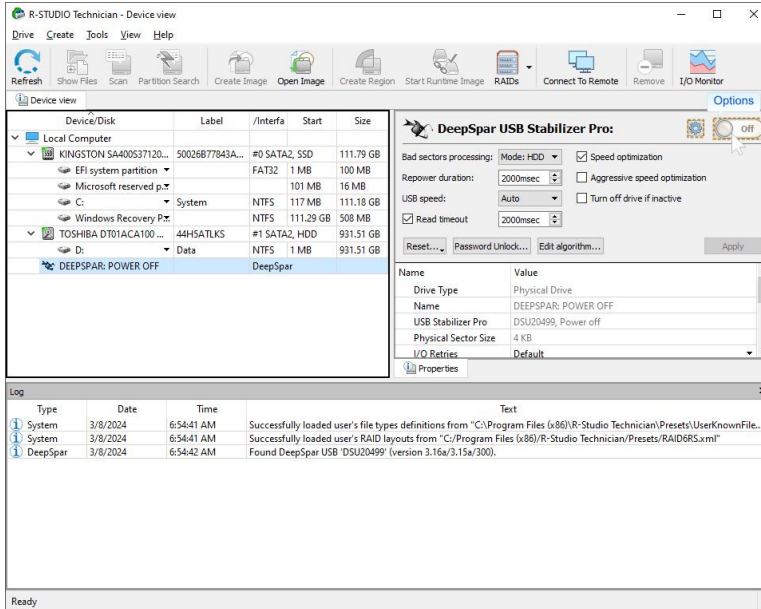 R-STUDIO Technician - Device view
Drive Create Tools View Help
Refresh Show Files Scan Partition Search Create Image Open Image Create Region Start Runtime Image RAIDs Connect To Remote Remove I/O Monitor
Device view Options
Device/Disk Label /Interfa Start Size
Local Computer
KINGSTON SA400S37120... 50026B77843A... #0 SATA2, SSD 111.79 GB
EFI system partition FAT32 1 MB 100 MB
Microsoft reserved p... 101 MB 16 MB
C: System NTFS 117 MB 111.18 GB
Windows Recovery P... NTFS 111.29 GB 508 MB
TOSHIBA DT01ACA100 ... 44H5ATLKS #1 SATA2, HDD 931.51 GB
D: Data NTFS 1 MB 931.51 GB
DEEPSPAR: POWER OFF DeepSpar
DeepSpar USB Stabilizer Pro: Off
Bad sectors processing: Mode: HDD Speed optimization
Repower duration: 2000msec Aggressive speed optimization
USB speed: Auto Turn off drive if inactive
Read timeout 2000msec
Reset... Password Unlock... Edit algorithm... Apply
Name Value
Drive Type Physical Drive
Name DEEPSPAR: POWER OFF
USB Stabilizer Pro DSU20499, Power off
Physical Sector Size 4 KB
I/O Retries Default
Properties
Log
Type Date Time Text
System 3/8/2024 6:54:41 AM Successfully loaded user's file types definitions from "C:\Program Files (x86)\R-Studio Technician\Presets\UserKnownFile...
System 3/8/2024 6:54:41 AM Successfully loaded user's RAID layouts from "C:/Program Files (x86)/R-Studio Technician/Presets/RAID6RS.xml"
DeepSpar 3/8/2024 6:54:42 AM Found DeepSpar USB 'DSU20499' (version 3.16a/3.15a/300).
Ready